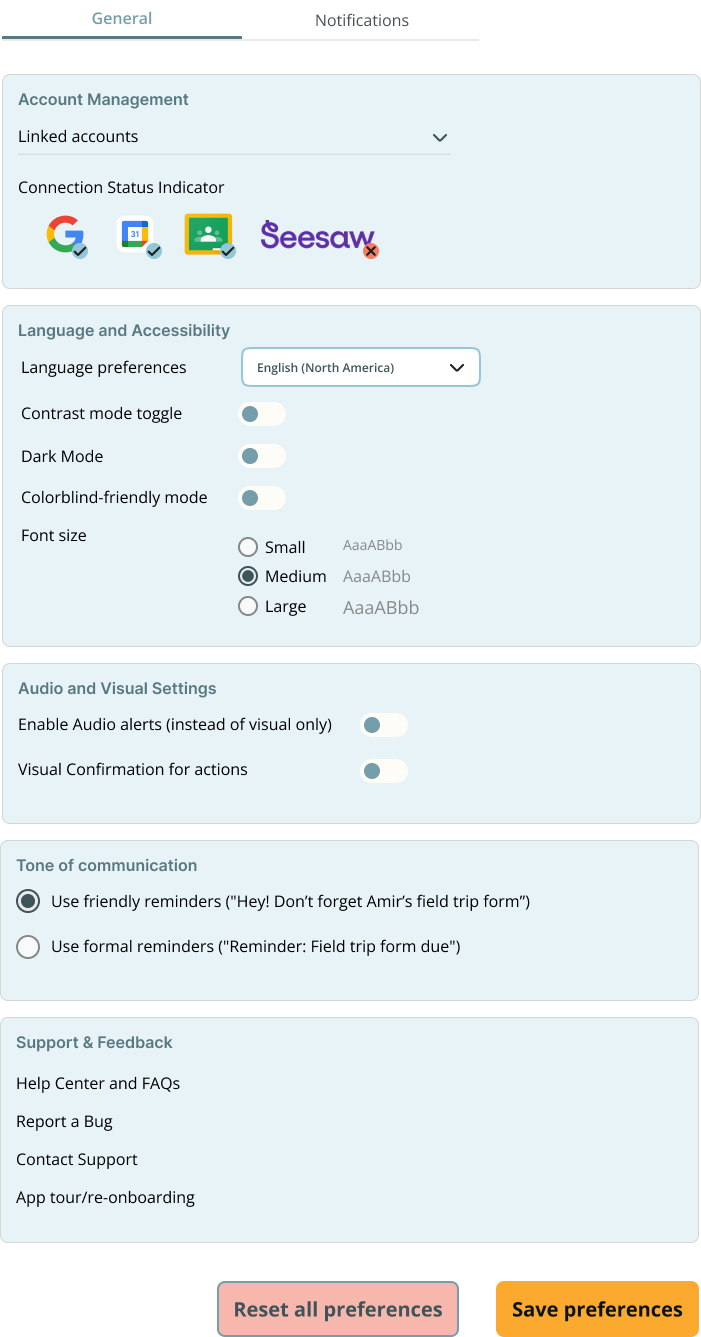 General
Notifications
Account Management
Linked accounts
Connection Status Indicator
31
Seesaw
Language and Accessibility
Language preferences
English (North America)
Contrast mode toggle
Dark Mode
Colorblind-friendly mode
Font size
Small AaaABbb
Medium AaaABbb
Large AaaABbb
Audio and Visual Settings
Enable Audio alerts (instead of visual only)
Visual Confirmation for actions
Tone of communication
Use friendly reminders ("Hey! Don’t forget Amir’s field trip form”)
Use formal reminders ("Reminder: Field trip form due")
Support & Feedback
Help Center and FAQs
Report a Bug
Contact Support
App tour/re-onboarding
Reset all preferences
Save preferences